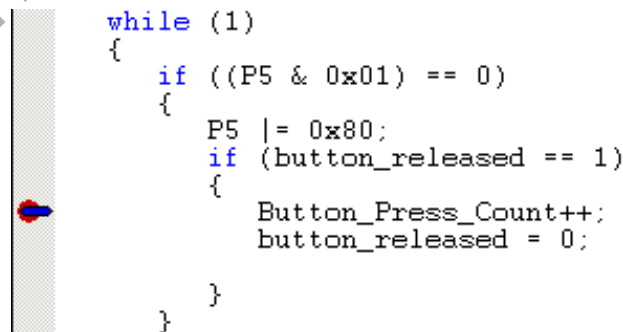 while (1)
{
if ((P5 & 0x01) == 0)
{
P5 |= 0x80;
if (button_released == 1)
{
Button_Press_Count++;
button_released = 0;
}
}